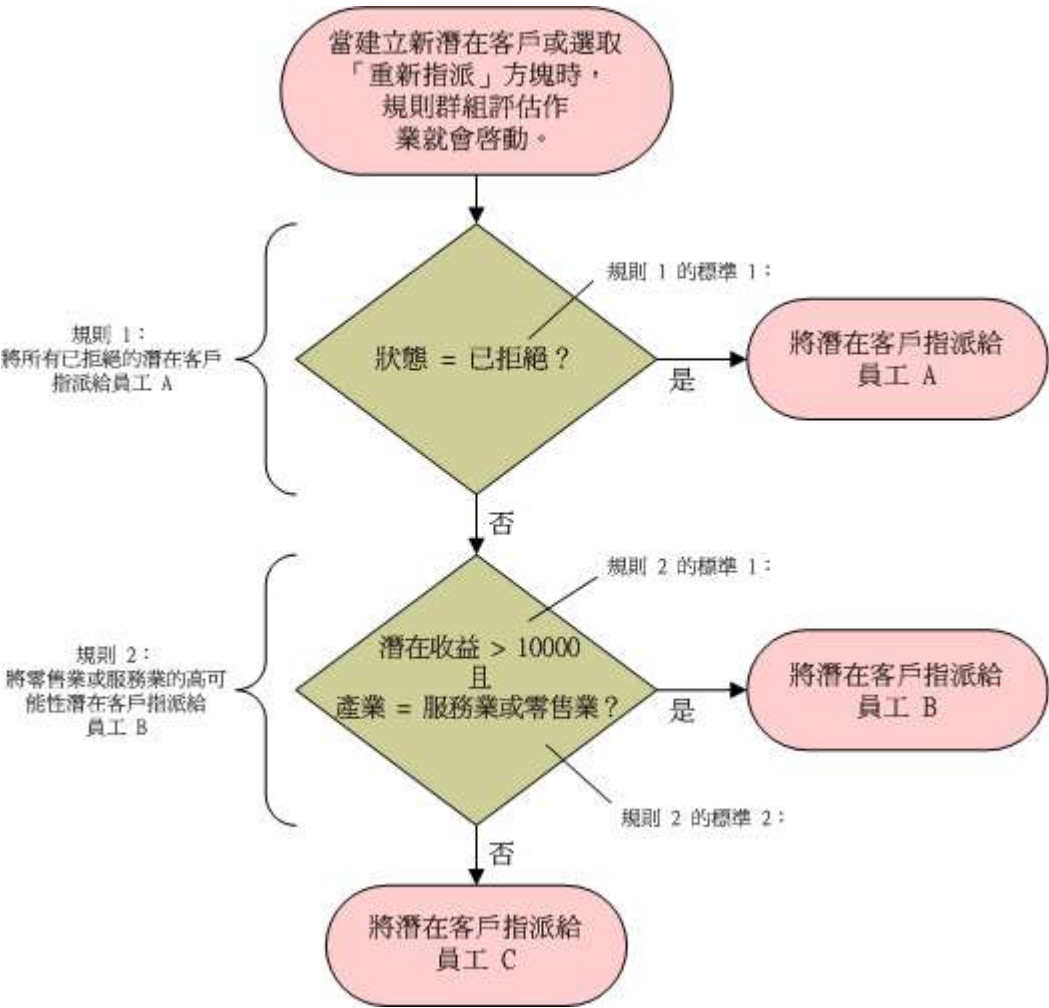 當建立新潛在客戶或選取
「重新指派」方塊時，
規則群組評估作
業就會啓動。
規則 1 的標準 1：
規則 1：
將所有已拒絕的潛在客戶
指派給員工 A
狀態 = 已拒絕？
是
將潛在客戶指派給
員工 A
否
規則 2 的標準 1：
規則 2：
將零售業或服務業的高可
能性潛在客戶指派給
員工 B
潛在收益 > 10000
且
產業 = 服務業或零售業？
是
將潛在客戶指派給
員工 B
規則 2 的標準 2：
否
將潛在客戶指派給
員工 C